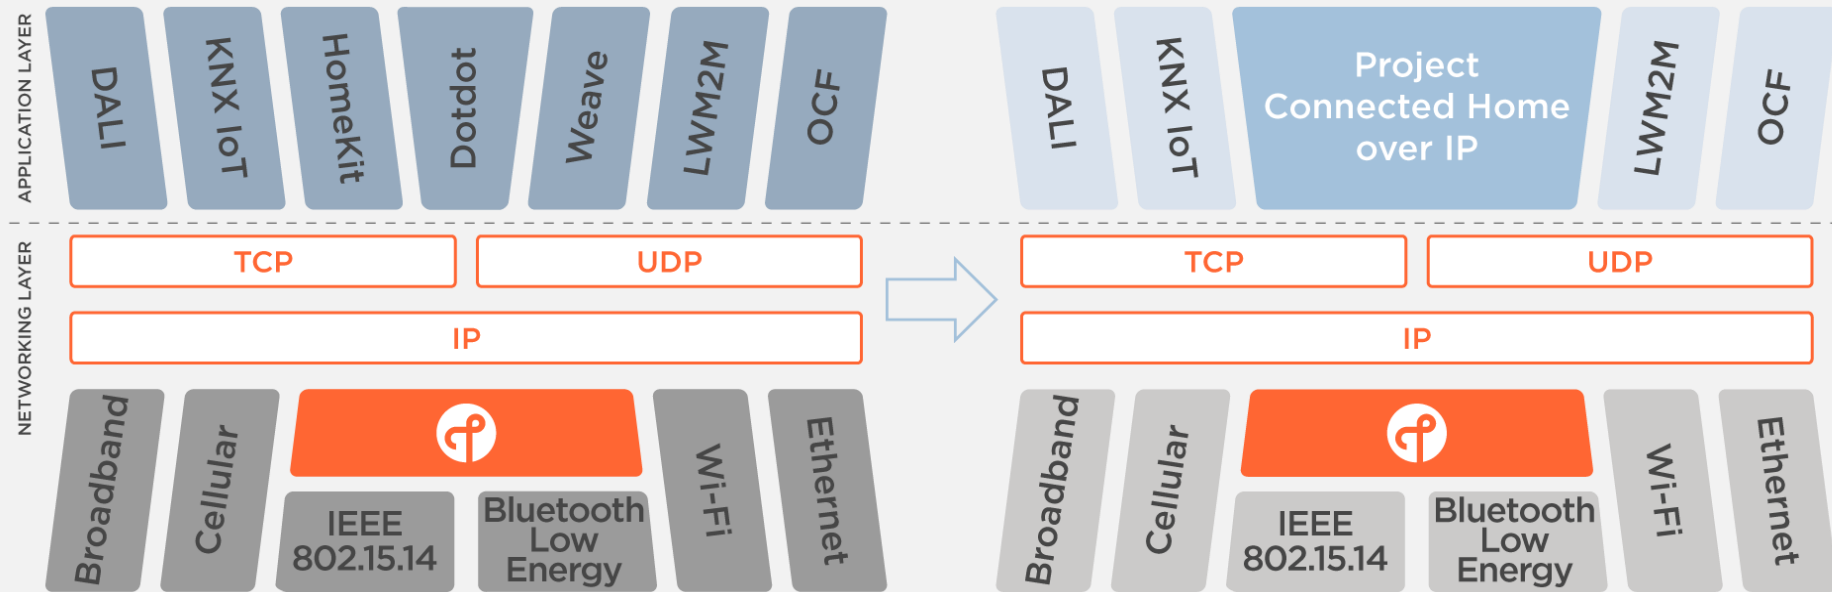 APPLICATION LAYER
DALI
KNX IoT
HomeKit
Dotdot
Weave
LWM2M
OCF
DALI
KNX IoT
Project
Connected Home
over IP
LWM2M
OCF
NETWORKING LAYER
TCP
UDP
IP
Broadband
Cellular
IEEE
802.15.14
Bluetooth
Low
Energy
Wi-Fi
Ethernet
TCP
UDP
IP
Broadband
Cellular
IEEE
802.15.14
Bluetooth
Low
Energy
Wi-Fi
Ethernet